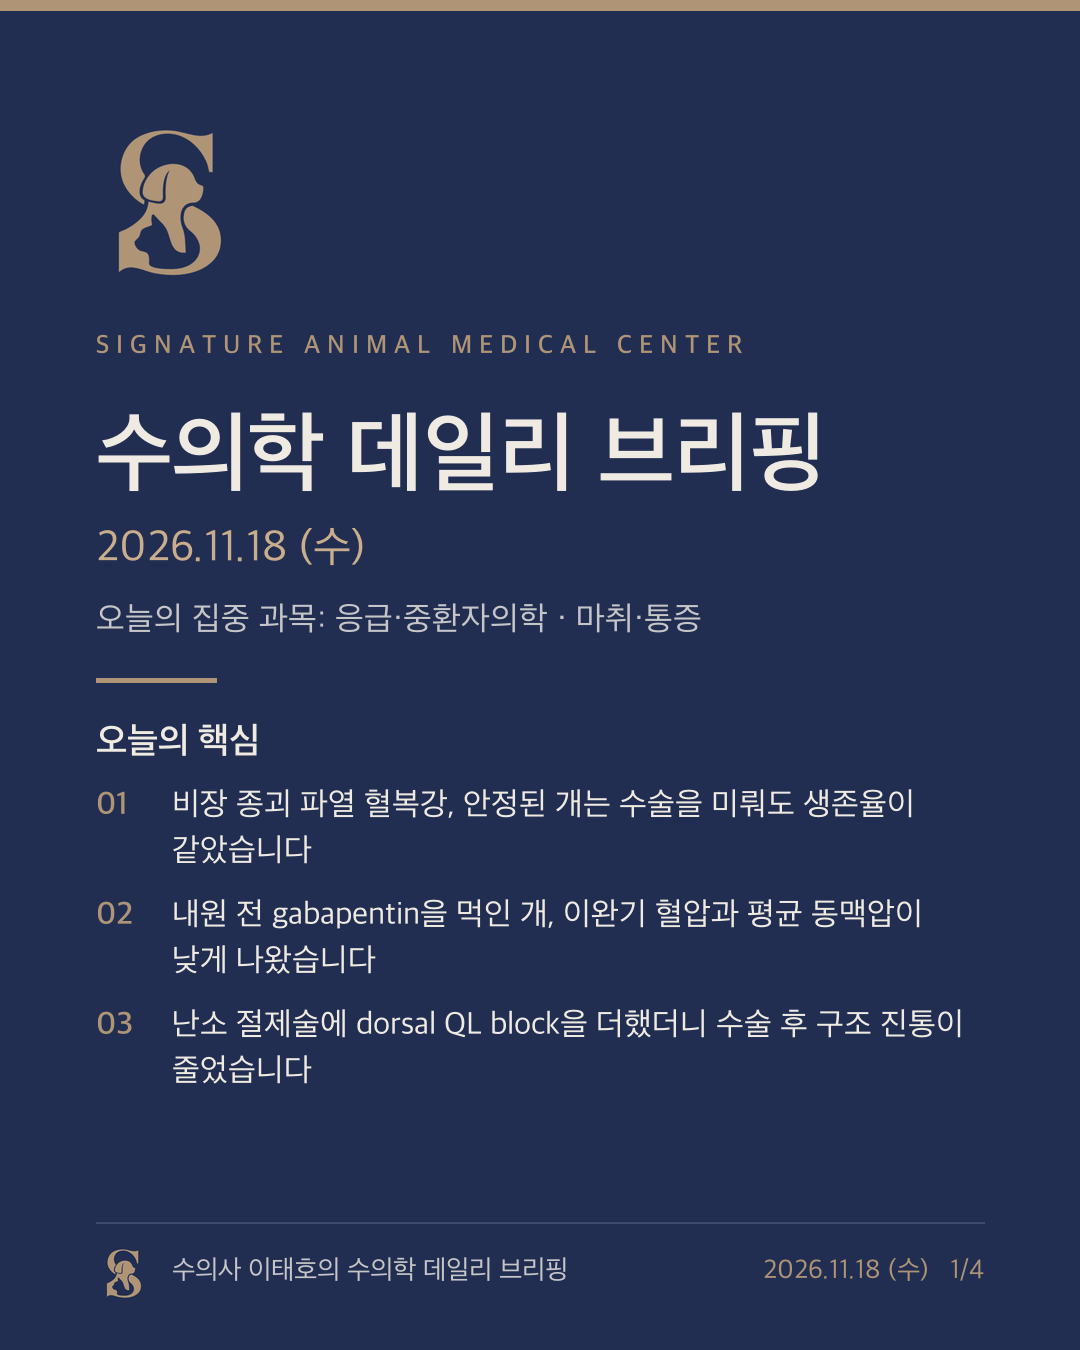 SIGNATURE ANIMAL MEDICAL CENTER
수의학 데일리 브리핑
2026.11.18 (수)
오늘의 집중 과목: 응급·중환자의학 · 마취·통증
오늘의 핵심
01 비장 종괴 파열 혈복강, 안정된 개는 수술을 미뤄도 생존율이
같았습니다
02 내원 전 gabapentin을 먹인 개, 이완기 혈압과 평균 동맥압이
낮게 나왔습니다
03 난소 절제술에 dorsal QL block을 더했더니 수술 후 구조 진통이
줄었습니다
수의사 이태호의 수의학 데일리 브리핑 2026.11.18 (수) 1/4